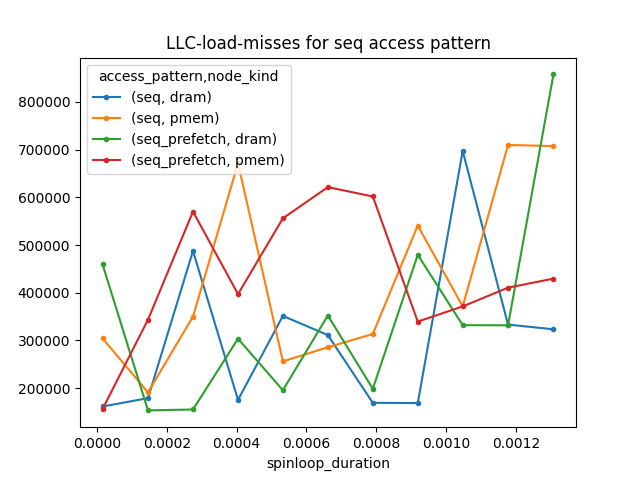 LLC-load-misses for seq access pattern
access_pattern,node_kind
(seq, dram)
(seq, pmem)
(seq_prefetch, dram)
(seq_prefetch, pmem)
800000
700000
600000
500000
400000
300000
200000
0.0000 0.0002 0.0004 0.0006 0.0008 0.0010 0.0012
spinloop_duration